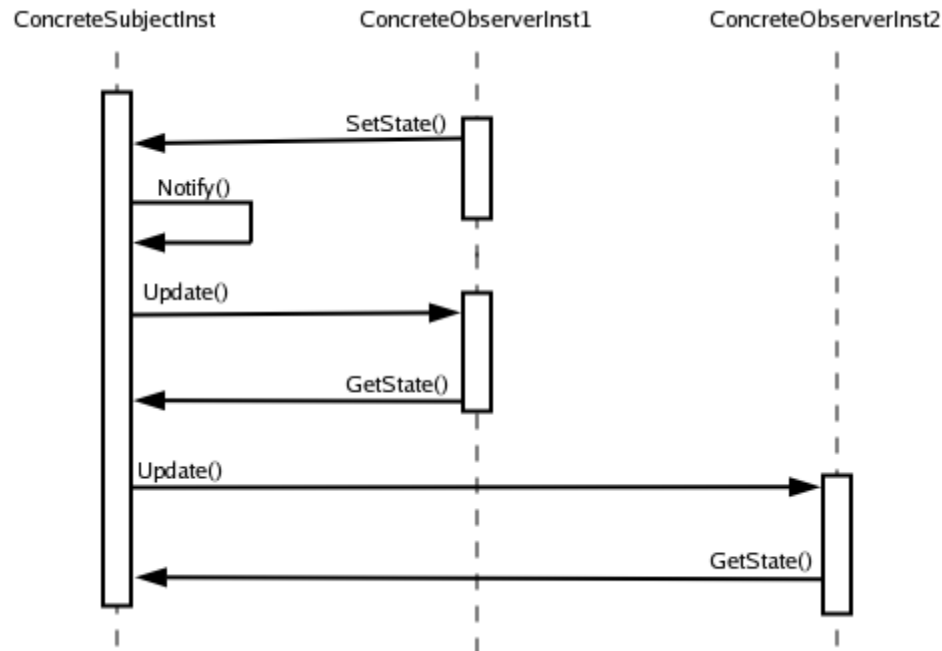 ConcreteSubjectInst
ConcreteObserverInst1
ConcreteObserverInst2
SetState()
Notify()
Update()
GetState()
Update()
GetState()